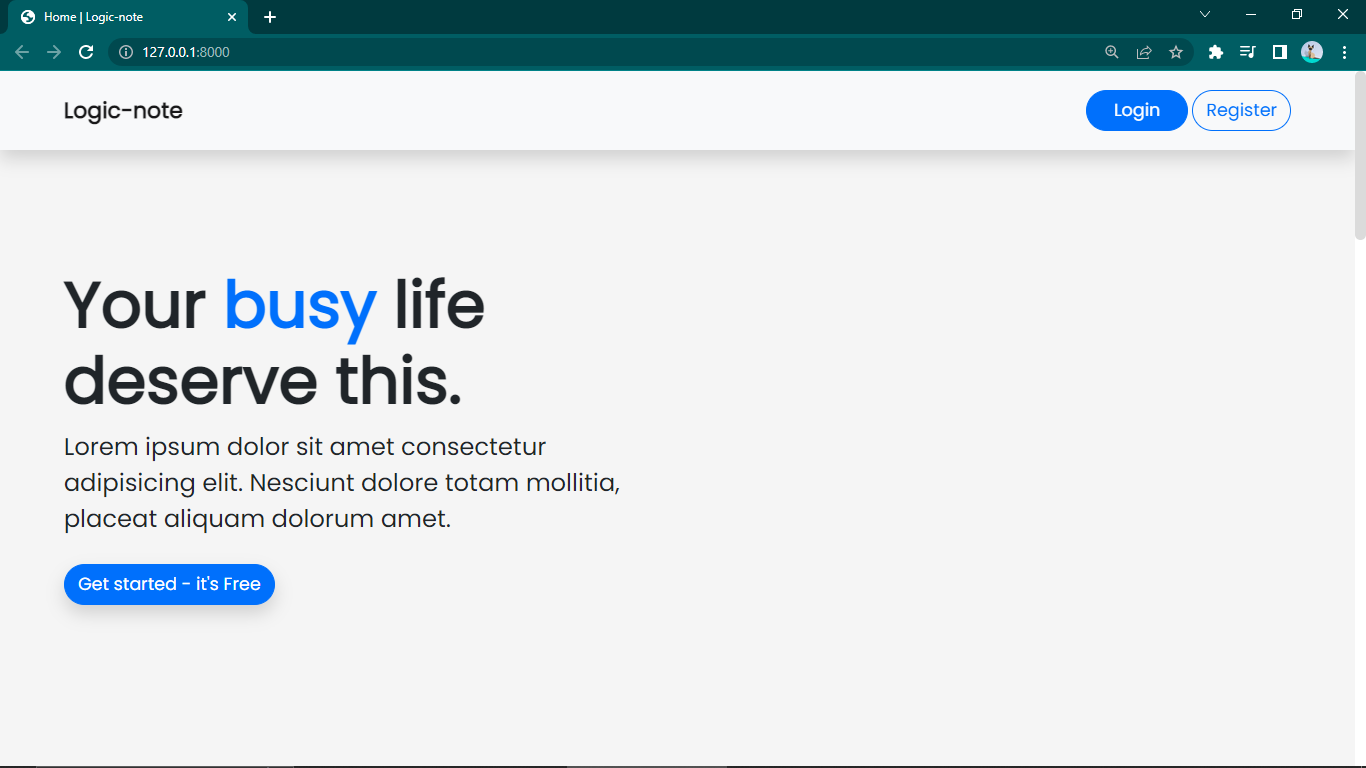 Home | Logic-note
127.0.0.1:8000
Logic-note
Login
Register
Your busy life
deserve this.
Lorem ipsum dolor sit amet consectetur
adipisicing elit. Nesciunt dolore totam mollitia,
placeat aliquam dolorum amet.
Get started - it's Free